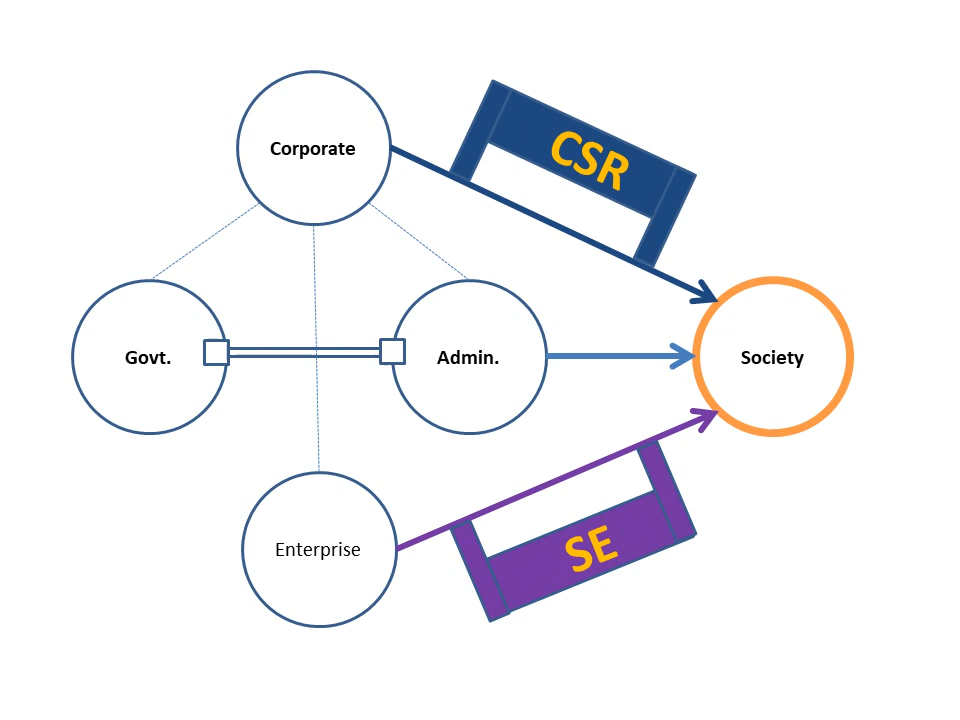 Corporate
CSR
Govt.
Admin.
Society
Enterprise
SE